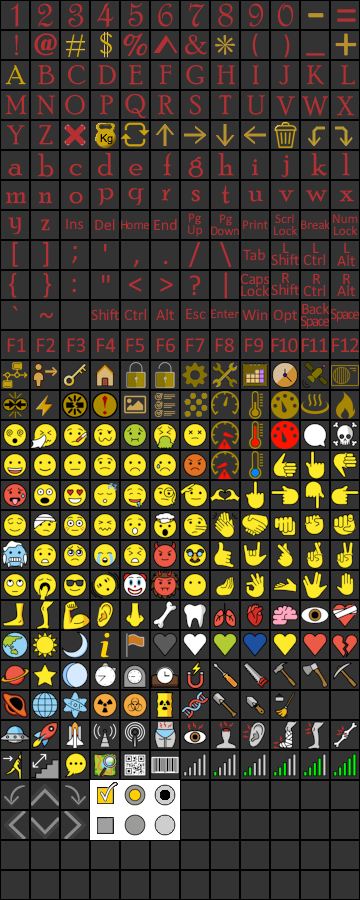 1 2 3 4 5 6 7 8 9 0 - =
! @ # $ % ^ & * ( ) _ +
A B C D E F G H I J K L
M N O P Q R S T U V W X
Y Z Kg
a b c d e f g h i j k l
m n o p q r s t u v w x
y z Ins Del Home End Pg Up Pg Down Print Scrl Lock Break Num Lock
[ ] ; ' , . / \ Tab L Shift L Ctrl L Alt
{ } : " < > ? | Caps Lock R Shift R Ctrl R Alt
` ~ Shift Ctrl Alt Esc Enter Win Opt Back Space Space
F1 F2 F3 F4 F5 F6 F7 F8 F9 F10 F11 F12